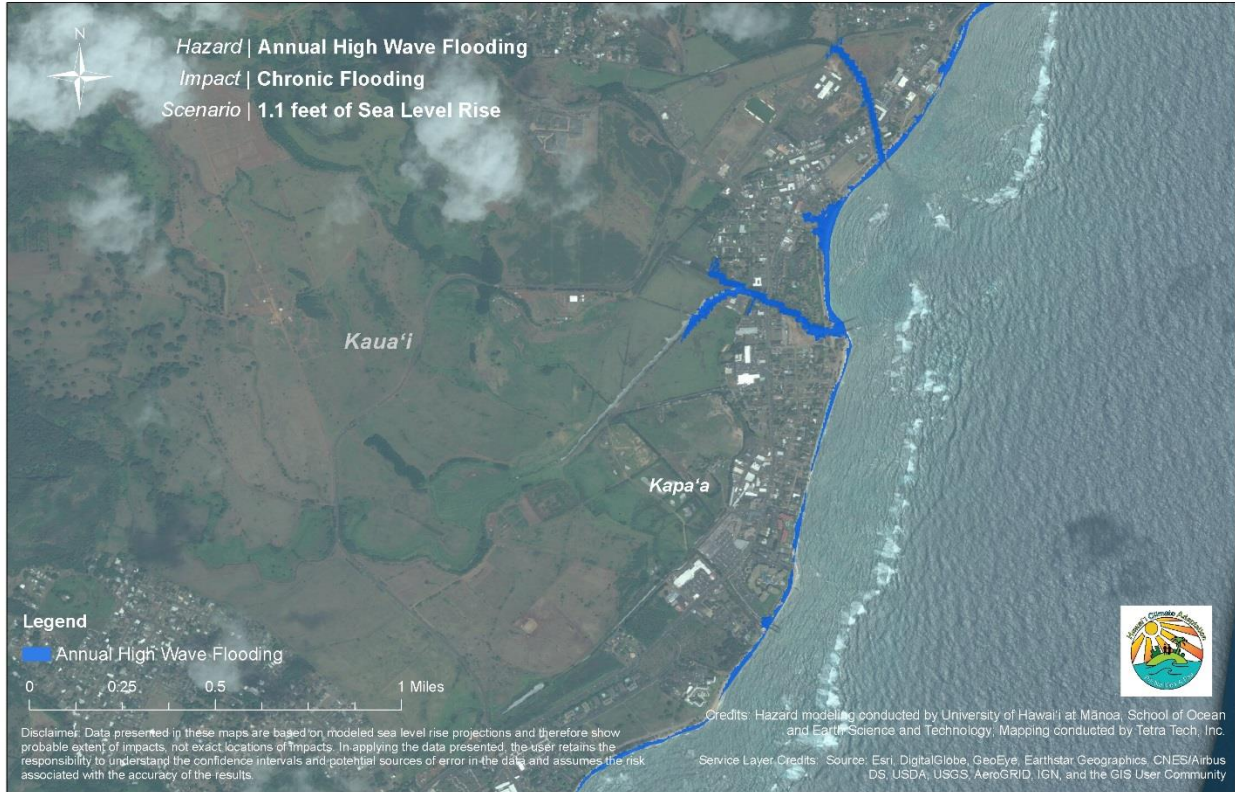 N
Hazard | Annual High Wave Flooding
Impact | Chronic Flooding
Scenario | 1.1 feet of Sea Level Rise
Kauaʻi
Kapaʻa
Legend
Annual High Wave Flooding
0 0.25 0.5 1 Miles
Disclaimer: Data presented in these maps are based on modeled sea level rise projections and therefore show
probable extent of impacts, not exact locations of impacts. In applying the data presented, the user retains the
responsibility to understand the confidence intervals and potential sources of error in the data and assumes the risk
associated with the accuracy of the results.
Hawaiʻi Climate Adaptation
Credits: Hazard modeling conducted by University of Hawaiʻi at Mānoa, School of Ocean
and Earth Science and Technology; Mapping conducted by Tetra Tech, Inc.
Service Layer Credits: Source: Esri, DigitalGlobe, GeoEye, Earthstar Geographics, CNES/Airbus
DS, USDA, USGS, AeroGRID, IGN, and the GIS User Community